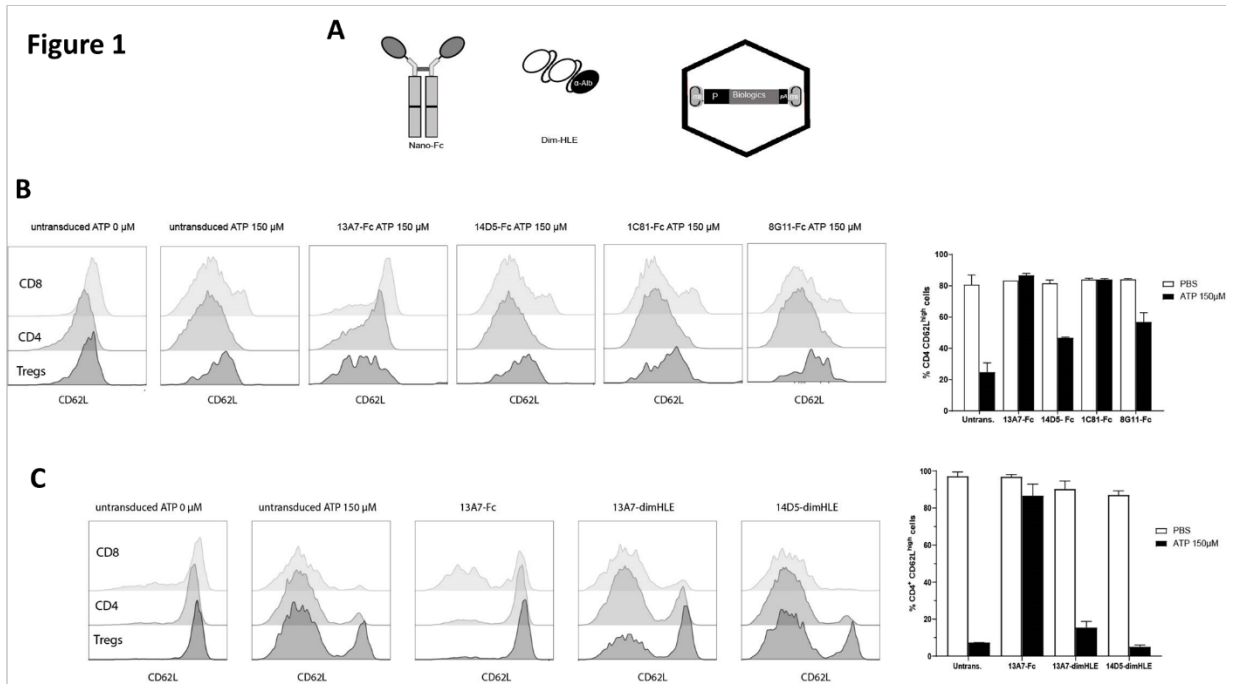 Figure 1
A
α-Alb
P
Biologics
pA
Nano-Fc
Dim-HLE
B
untransduced ATP 0 µM
untransduced ATP 150 µM
13A7-Fc ATP 150 µM
14D5-Fc ATP 150 µM
1C81-Fc ATP 150 µM
8G11-Fc ATP 150 µM
CD8
CD4
Tregs
CD62L
CD62L
CD62L
CD62L
CD62L
CD62L
% CD4 CD62Lhigh cells
100
80
60
40
20
0
Untrans.
13A7-Fc
14D5- Fc
1C81-Fc
8G11-Fc
PBS
ATP 150µM
C
untransduced ATP 0 µM
untransduced ATP 150 µM
13A7-Fc
13A7-dimHLE
14D5-dimHLE
CD8
CD4
Tregs
CD62L
CD62L
CD62L
CD62L
CD62L
% CD4+ CD62Lhigh cells
100
80
60
40
20
0
Untrans.
13A7-Fc
13A7-dimHLE
14D5-dimHLE
PBS
ATP 150µM